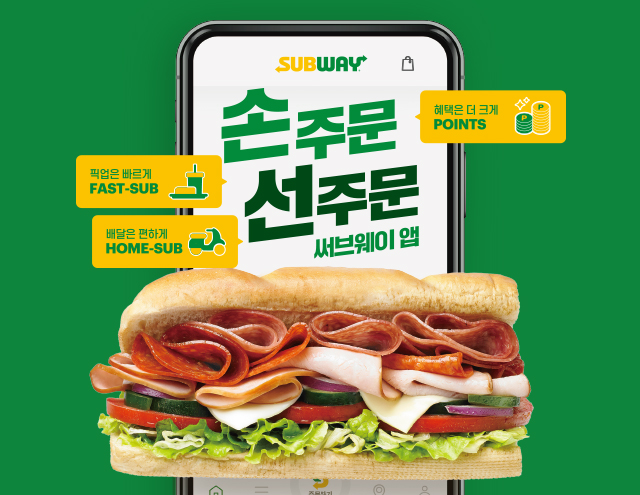 SUBWAY
손주문
혜택은 더 크게
POINTS
픽업은 빠르게
FAST-SUB
선주문
배달은 편하게
HOME-SUB
써브웨이 앱